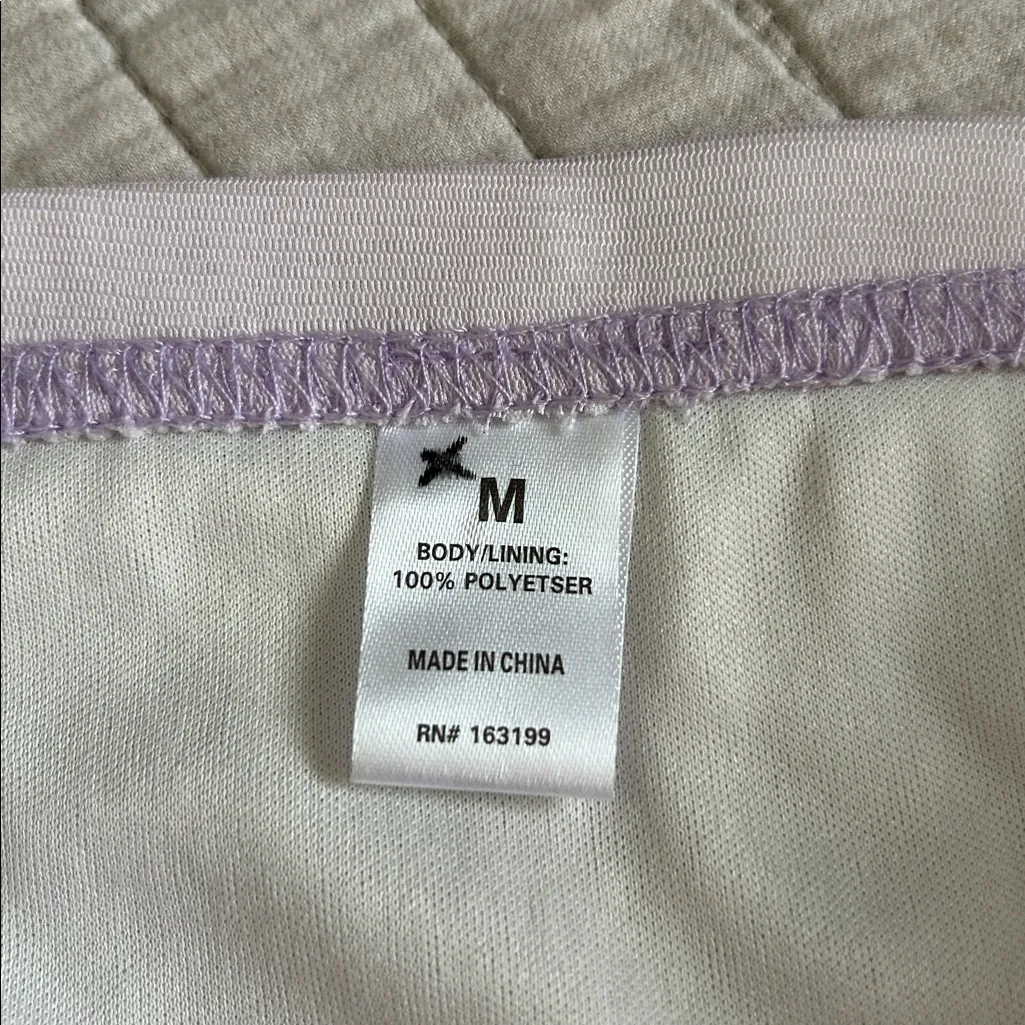 M
BODY/LINING:
100% POLYETSER
MADE IN CHINA
RN# 163199